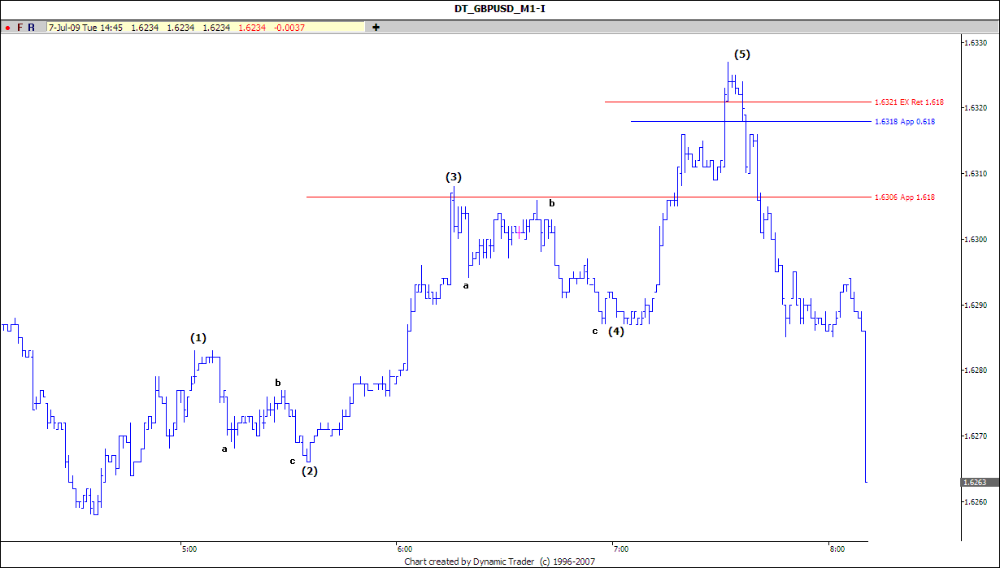 DT_GBPUSD_M1-I
F R 7-Jul-09 Tue 14:45 1.6234 1.6234 1.6234 1.6234 -0.0037
1.6330
(5)
1.6321 EX Ret 1.618
1.6320
1.6318 App 0.618
(3)
1.6310
1.6306 App 1.618
b
1.6300
a
1.6290
c (4)
(1)
1.6280
b
1.6270
a
c (2)
1.6263
1.6260
5:00 6:00 7:00 8:00
Chart created by Dynamic Trader (c) 1996-2007